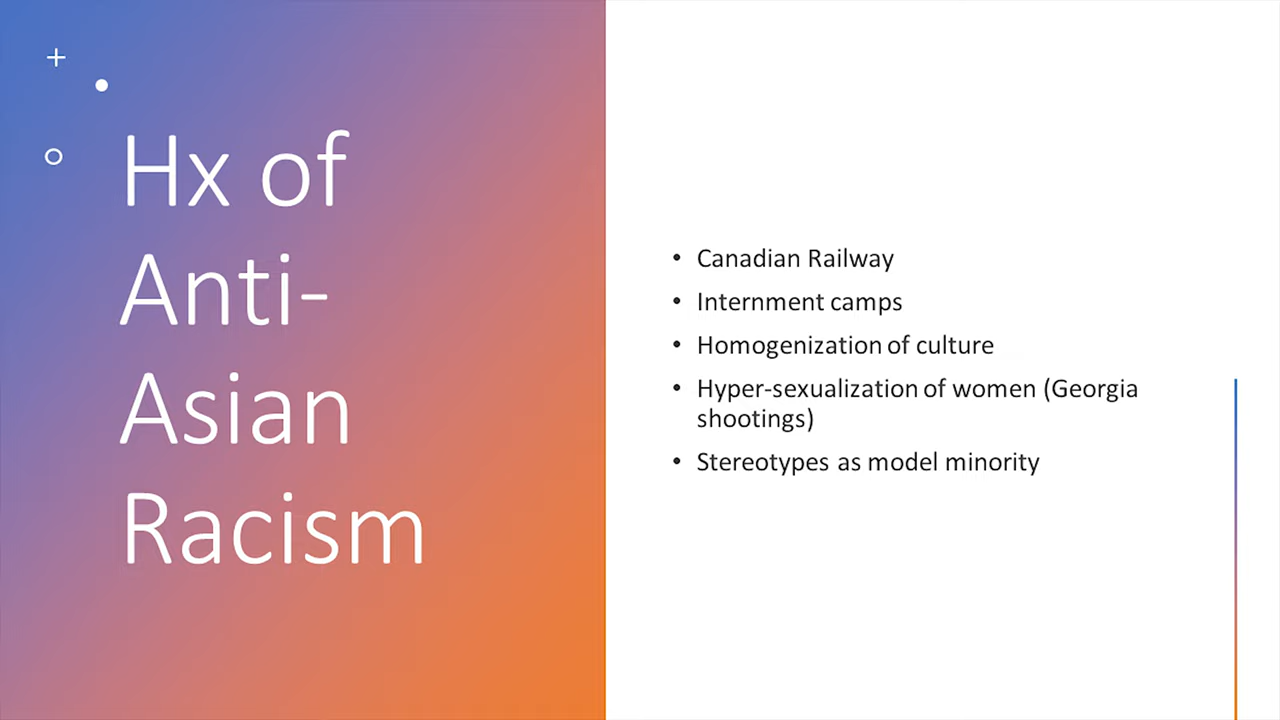 Hx of
Anti-
Asian
Racism
• Canadian Railway
• Internment camps
• Homogenization of culture
• Hyper-sexualization of women (Georgia
shootings)
• Stereotypes as model minority